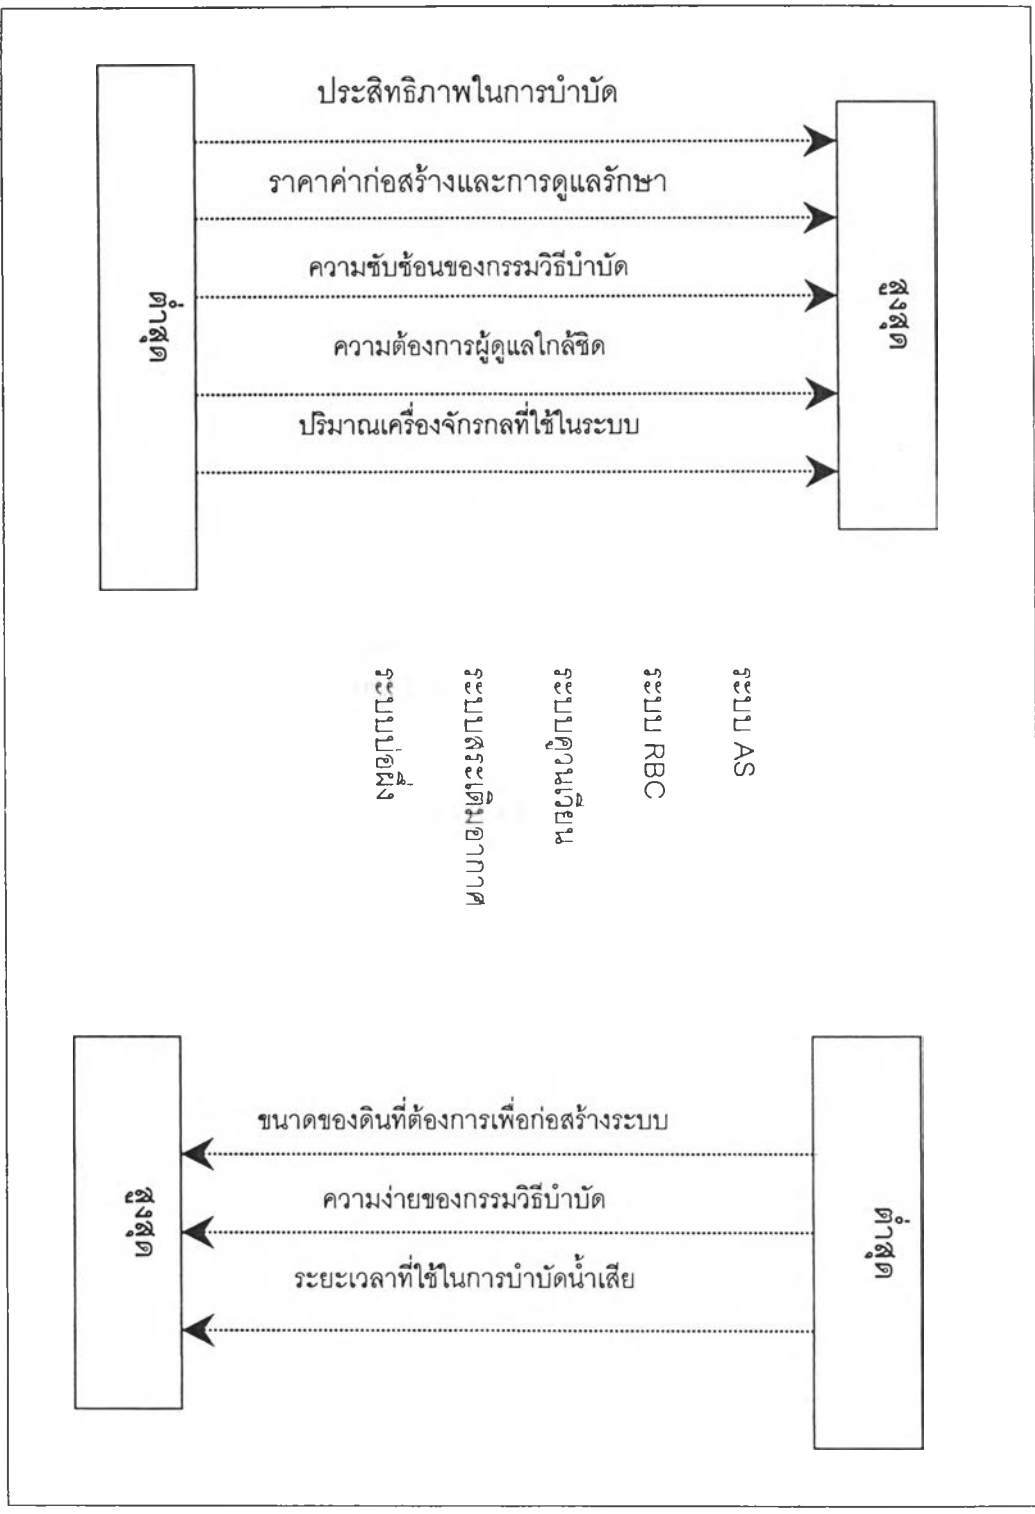 ประสิทธิภาพในการบำบัด
ราคาค่าก่อสร้างและการดูแลรักษา
ความซับซ้อนของกรรมวิธีบำบัด
ความต้องการผู้ดูแลใกล้ชิด
ปริมาณเครื่องจักรกลที่ใช้ในระบบ
ต่ำสุด
สูงสุด
ระบบบ่อผึ่ง
ระบบสระเติมอากาศ
ระบบคูวนเวียน
ระบบ RBC
ระบบ AS
ขนาดของดินที่ต้องการเพื่อก่อสร้างระบบ
ความง่ายของกรรมวิธีบำบัด
ระยะเวลาที่ใช้ในการบำบัดน้ำเสีย
สูงสุด
ต่ำสุด